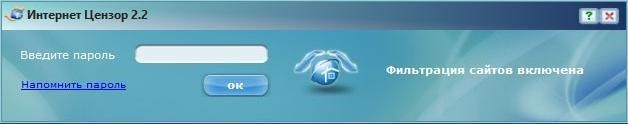 Интернет Цензор 2.2
Введите пароль
Напомнить пароль
ок
Фильтрация сайтов включена